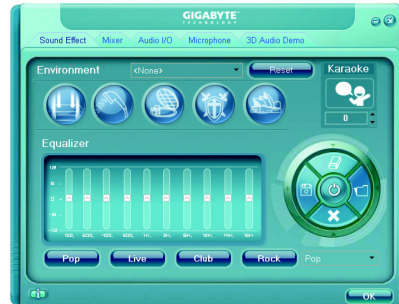 GIGABYTE
TECHNOLOGY
Sound Effect Mixer Audio I/O Microphone 3D Audio Demo
Environment <None> Reset Karaoke
0
Equalizer
Pop Live Club Rock Pop
OK